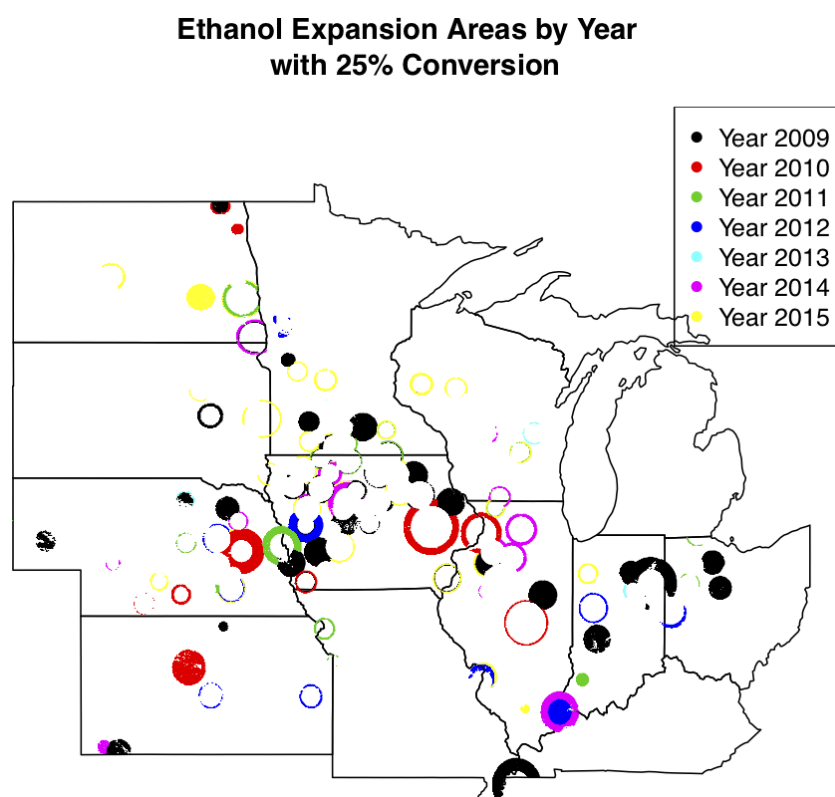 Ethanol Expansion Areas by Year
with 25% Conversion
Year 2009
Year 2010
Year 2011
Year 2012
Year 2013
Year 2014
Year 2015